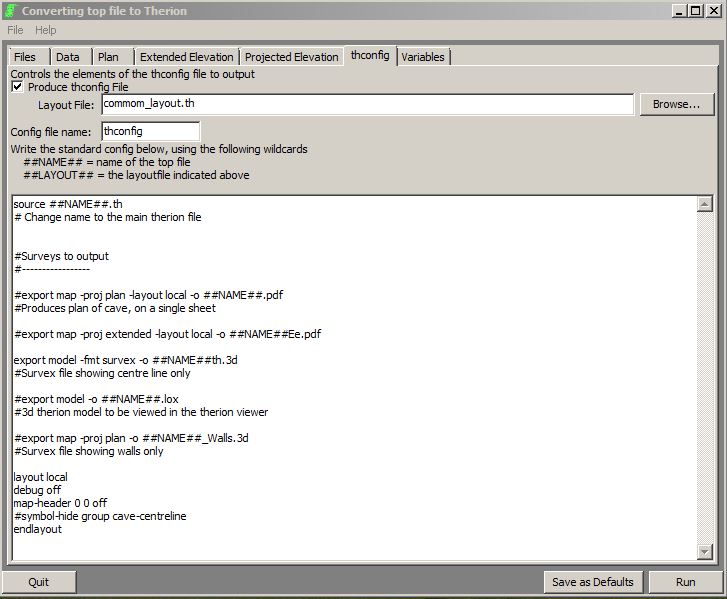 Converting top file to Therion
File Help
Files Data Plan Extended Elevation Projected Elevation thconfig Variables
Controls the elements of the thconfig file to output
Produce thconfig File
Layout File: commom_layout.th Browse...
Config file name: thconfig
Write the standard config below, using the following wildcards
##NAME## = name of the top file
##LAYOUT## = the layoutfile indicated above
source ##NAME##.th
# Change name to the main therion file
#Surveys to output
#-----------------
#export map -proj plan -layout local -o ##NAME##.pdf
#Produces plan of cave, on a single sheet
#export map -proj extended -layout local -o ##NAME##Ee.pdf
export model -fmt survex -o ##NAME##th.3d
#Survex file showing centre line only
#export model -o ##NAME##.lox
#3d therion model to be viewed in the therion viewer
#export map -proj plan -o ##NAME##_Walls.3d
#Survex file showing walls only
layout local
debug off
map-header 0 0 off
#symbol-hide group cave-centreline
endlayout
Quit Save as Defaults Run